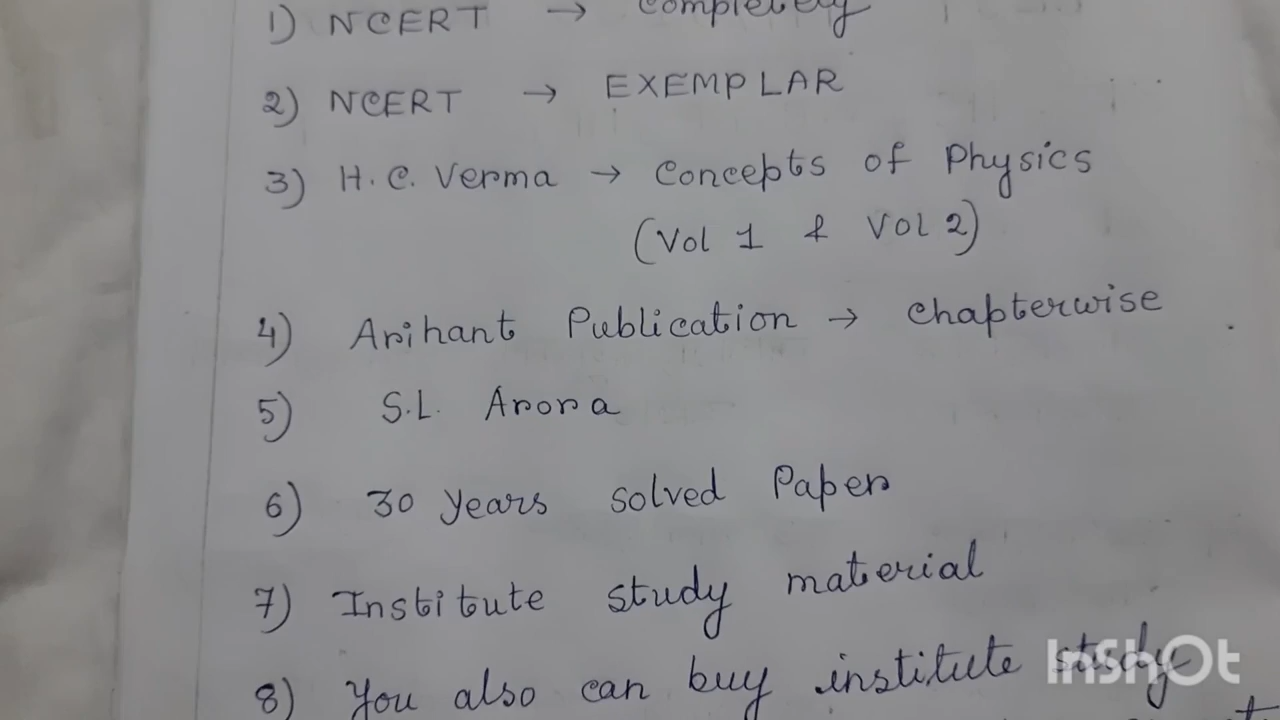 1) NCERT → Completely
2) NCERT → EXEMPLAR
3) H.C. Verma → Concepts of Physics
(Vol 1 & Vol 2)
4) Arihant Publication → Chapterwise
5) S.L. Arora
6) 30 Years Solved Paper
7) Institute study material
8) You also can buy institute study
InShOt